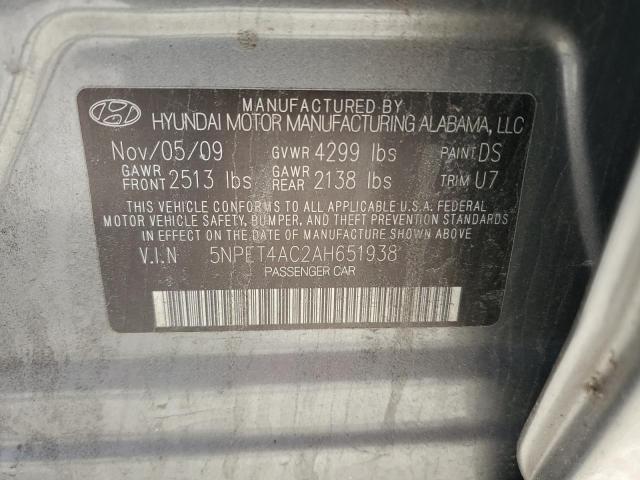 MANUFACTURED BY
HYUNDAI MOTOR MANUFACTURING ALABAMA, LLC
Nov/05/09 GVWR 4299 lbs PAINT DS
GAWR FRONT 2513 lbs GAWR REAR 2138 lbs TRIM U7
THIS VEHICLE CONFORMS TO ALL APPLICABLE U.S.A. FEDERAL
MOTOR VEHICLE SAFETY, BUMPER, AND THEFT PREVENTION STANDARDS
IN EFFECT ON THE DATE OF MANUFACTURE SHOWN ABOVE.
V.I.N 5NPET4AC2AH651938
PASSENGER CAR